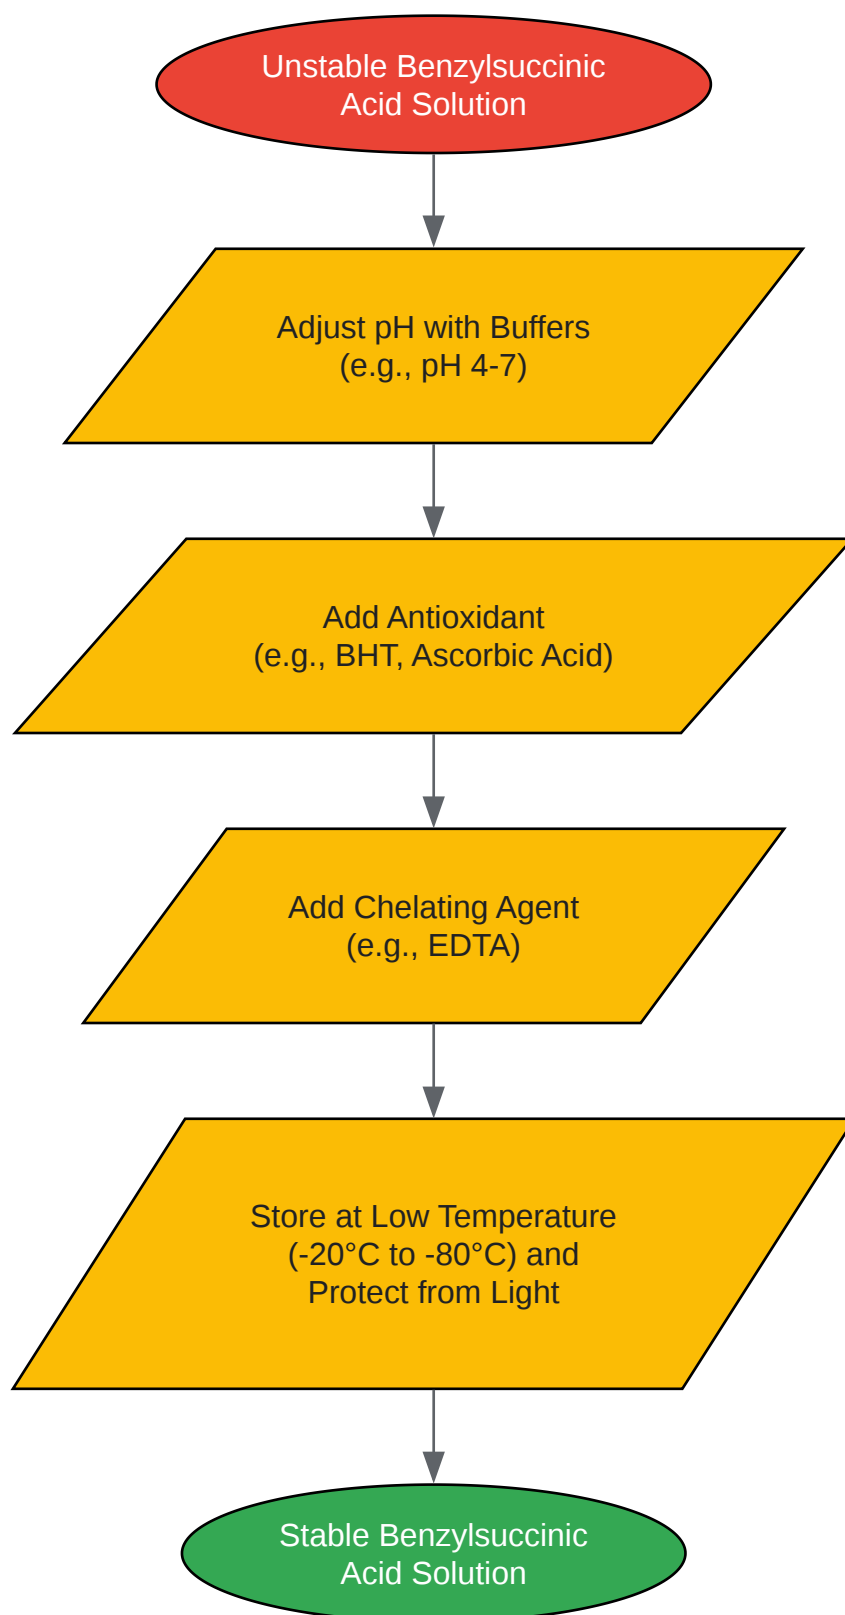 Unstable Benzylsuccinic
Acid Solution
Adjust pH with Buffers
(e.g., pH 4-7)
Add Antioxidant
(e.g., BHT, Ascorbic Acid)
Add Chelating Agent
(e.g., EDTA)
Store at Low Temperature
(-20°C to -80°C) and
Protect from Light
Stable Benzylsuccinic
Acid Solution